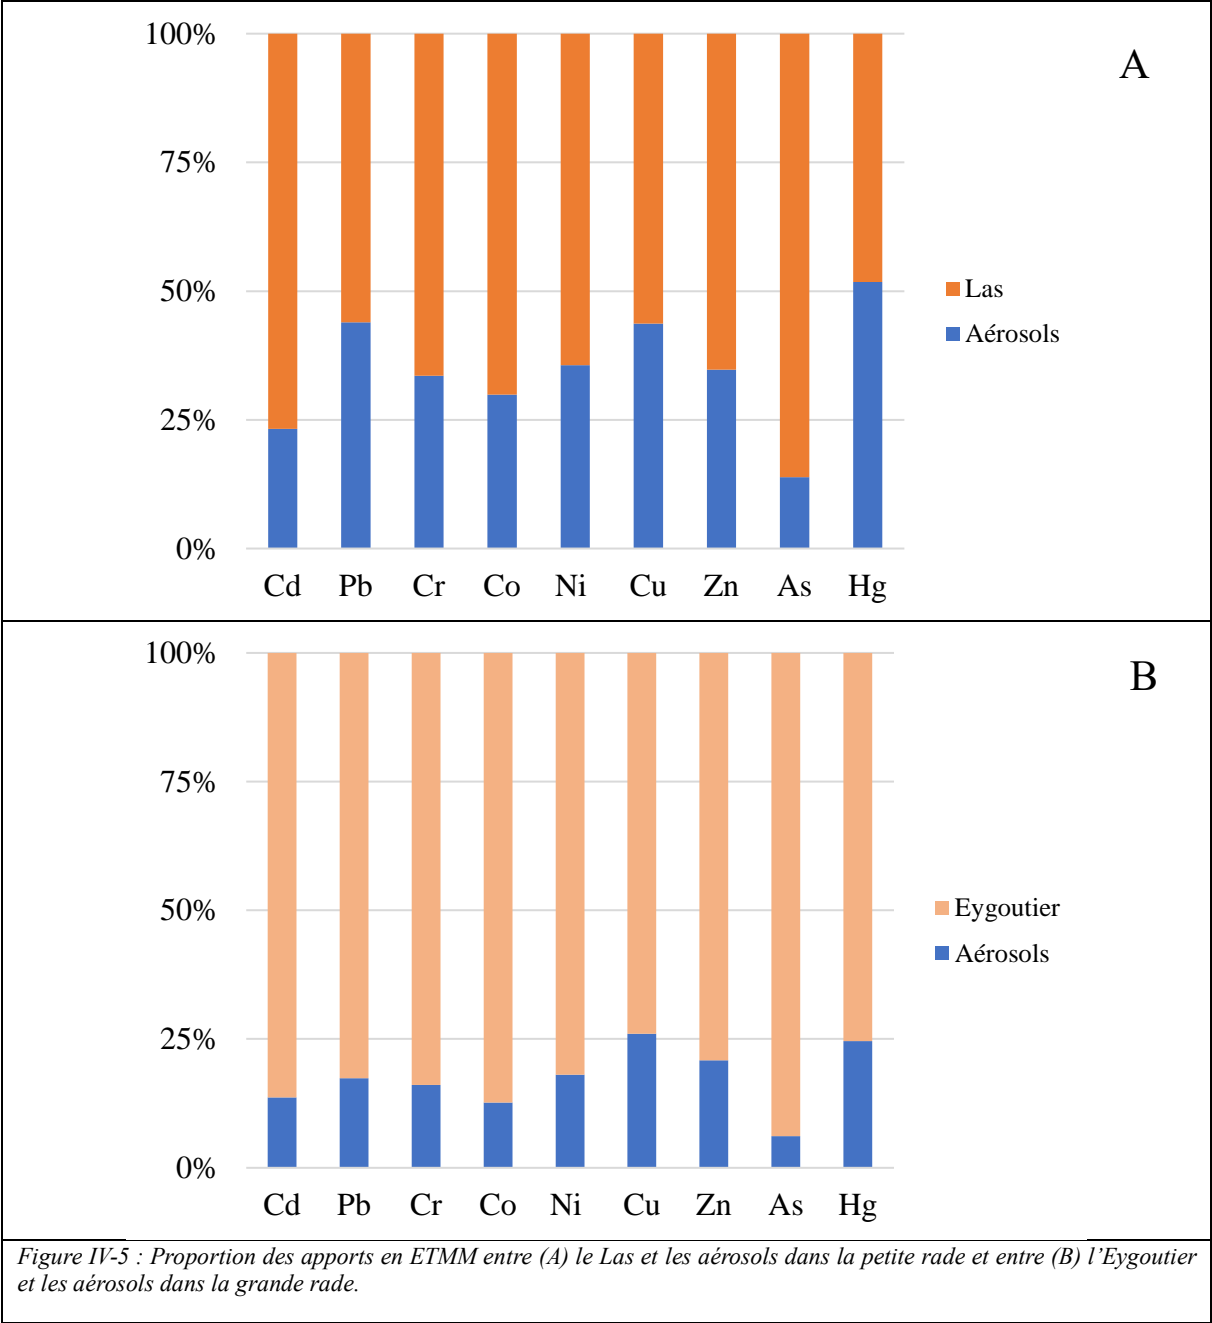 A
100%
75%
50%
25%
0%
Cd Pb Cr Co Ni Cu Zn As Hg
Las
Aérosols
B
100%
75%
50%
25%
0%
Cd Pb Cr Co Ni Cu Zn As Hg
Eygoutier
Aérosols
Figure IV-5 : Proportion des apports en ETMM entre (A) le Las et les aérosols dans la petite rade et entre (B) l’Eygoutier
et les aérosols dans la grande rade.